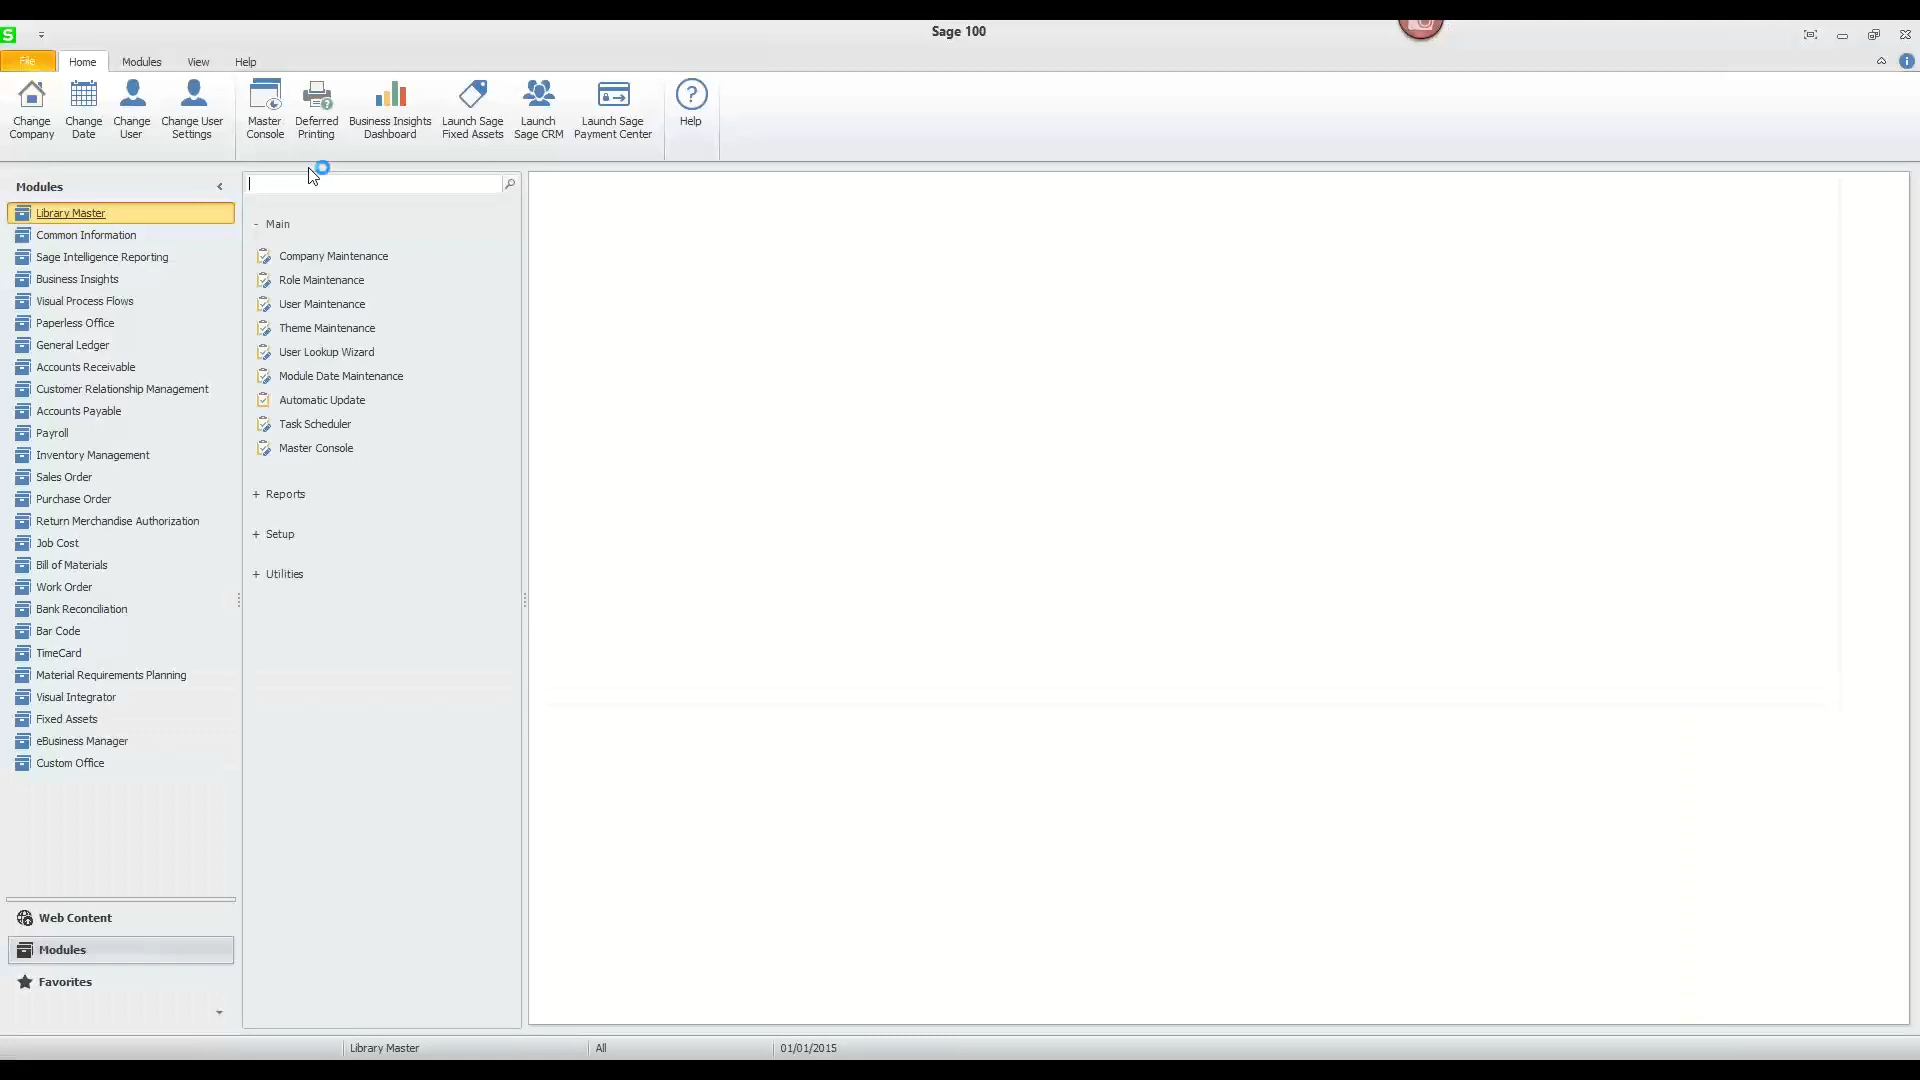 Sage 100
S
File
Home
Modules
View
Help
Change Company
Change Date
Change User
Change User Settings
Master Console
Deferred Printing
Business Insights Dashboard
Launch Sage Fixed Assets
Launch Sage CRM
Launch Sage Payment Center
Help
Modules
Library Master
Common Information
Sage Intelligence Reporting
Business Insights
Visual Process Flows
Paperless Office
General Ledger
Accounts Receivable
Customer Relationship Management
Accounts Payable
Payroll
Inventory Management
Sales Order
Purchase Order
Return Merchandise Authorization
Job Cost
Bill of Materials
Work Order
Bank Reconciliation
Bar Code
TimeCard
Material Requirements Planning
Visual Integrator
Fixed Assets
eBusiness Manager
Custom Office
Web Content
Modules
Favorites
- Main
Company Maintenance
Role Maintenance
User Maintenance
Theme Maintenance
User Lookup Wizard
Module Date Maintenance
Automatic Update
Task Scheduler
Master Console
+ Reports
+ Setup
+ Utilities
Library Master
All
01/01/2015